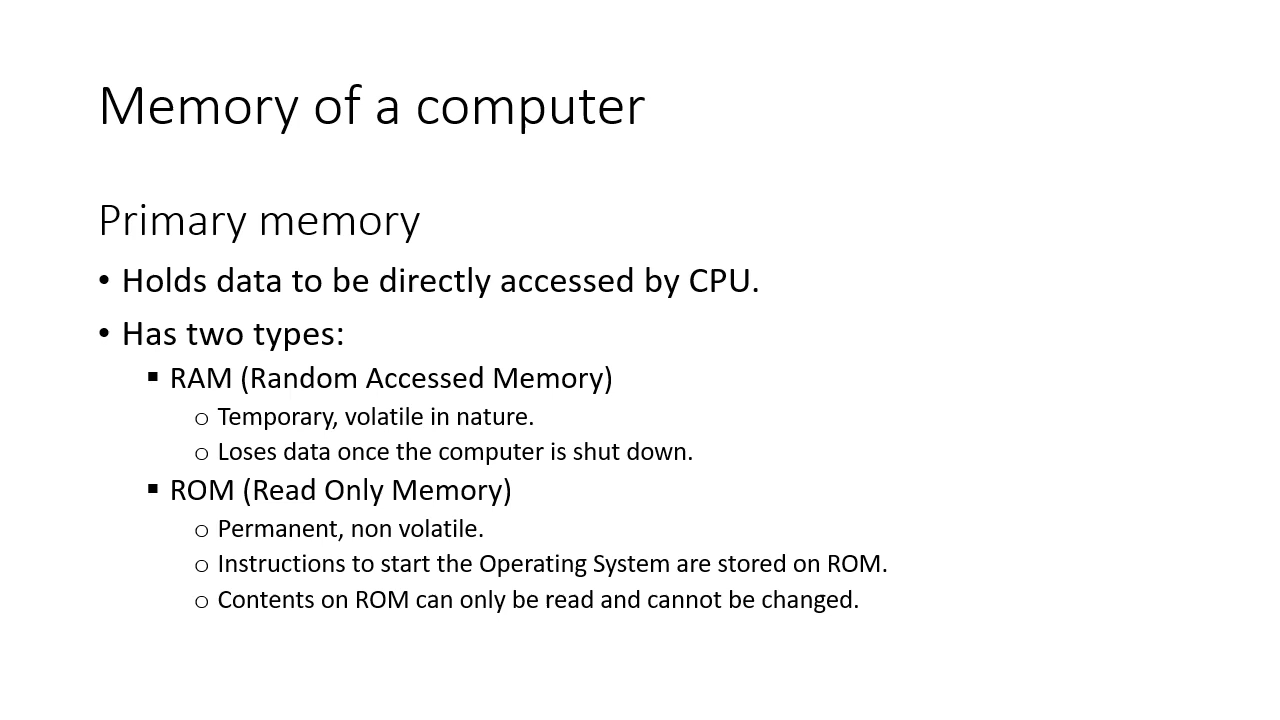 Memory of a computer
Primary memory
• Holds data to be directly accessed by CPU.
• Has two types:
▪ RAM (Random Accessed Memory)
○ Temporary, volatile in nature.
○ Loses data once the computer is shut down.
▪ ROM (Read Only Memory)
○ Permanent, non volatile.
○ Instructions to start the Operating System are stored on ROM.
○ Contents on ROM can only be read and cannot be changed.